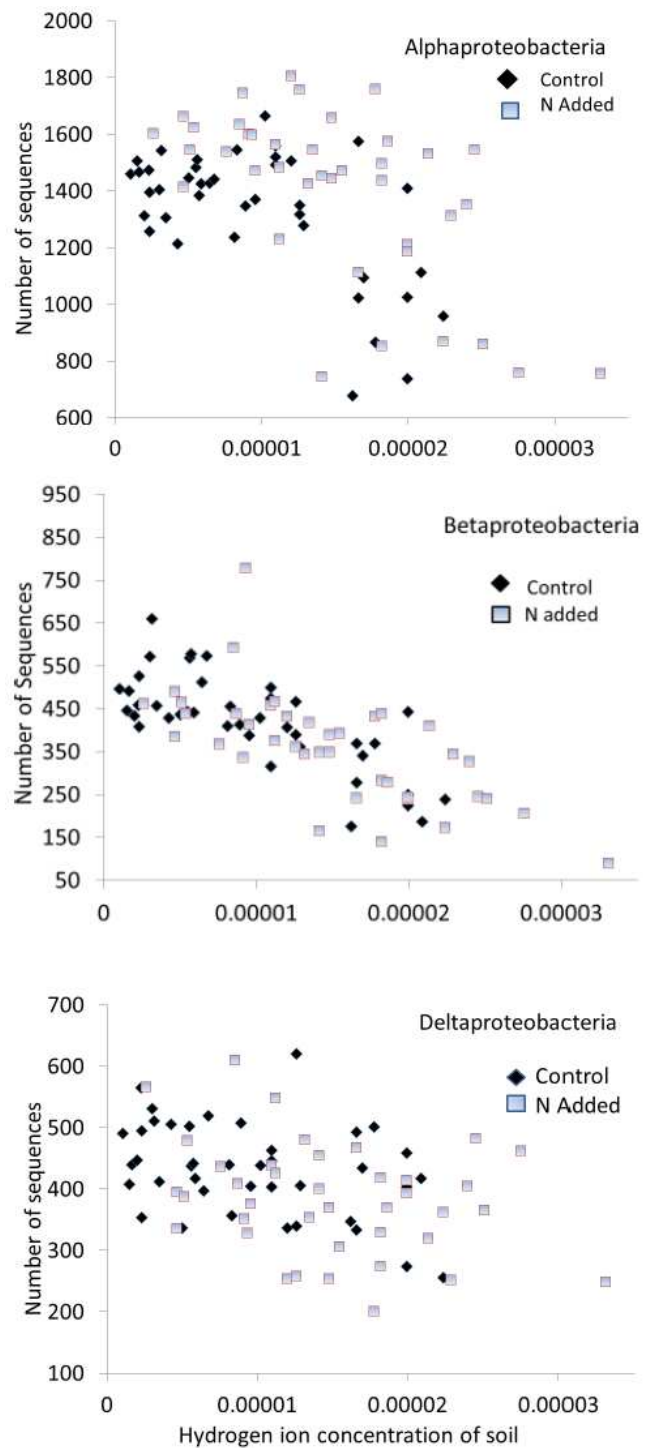 Alphaproteobacteria
Control
N Added
Number of sequences
2000
1800
1600
1400
1200
1000
800
600
0 0.00001 0.00002 0.00003
Betaproteobacteria
Control
N added
Number of Sequences
950
850
750
650
550
450
350
250
150
50
0 0.00001 0.00002 0.00003
Deltaproteobacteria
Control
N Added
Number of sequences
700
600
500
400
300
200
100
0 0.00001 0.00002 0.00003
Hydrogen ion concentration of soil